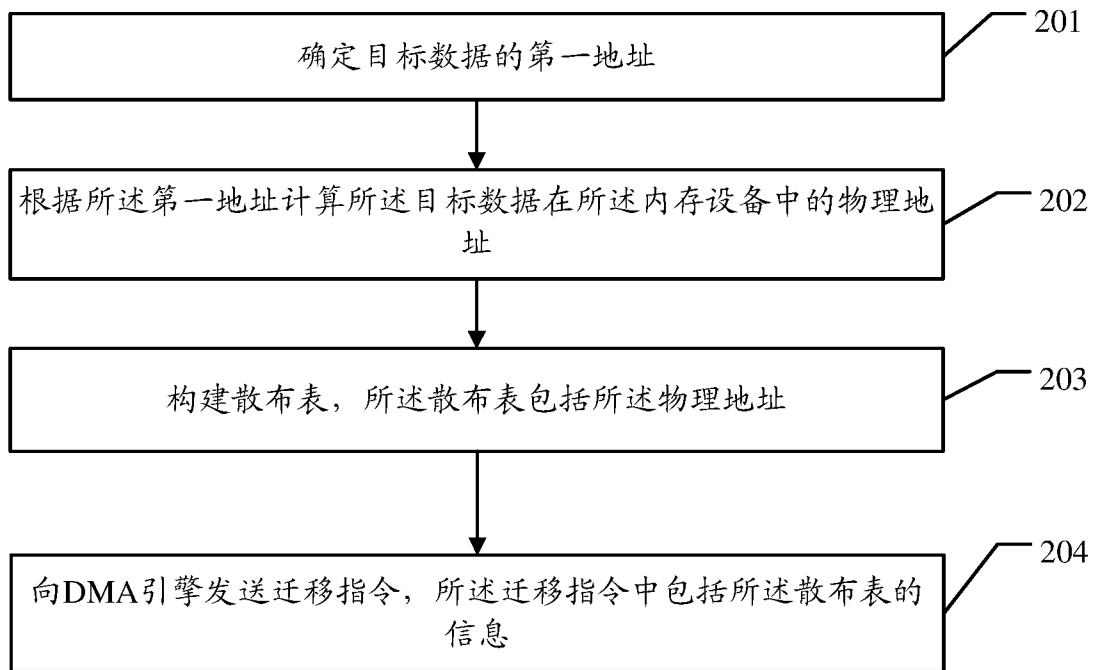 确定目标数据的第一地址
201
根据所述第一地址计算所述目标数据在所述内存设备中的物理地
址
202
构建散布表，所述散布表包括所述物理地址
203
向DMA引擎发送迁移指令，所述迁移指令中包括所述散布表的
信息
204